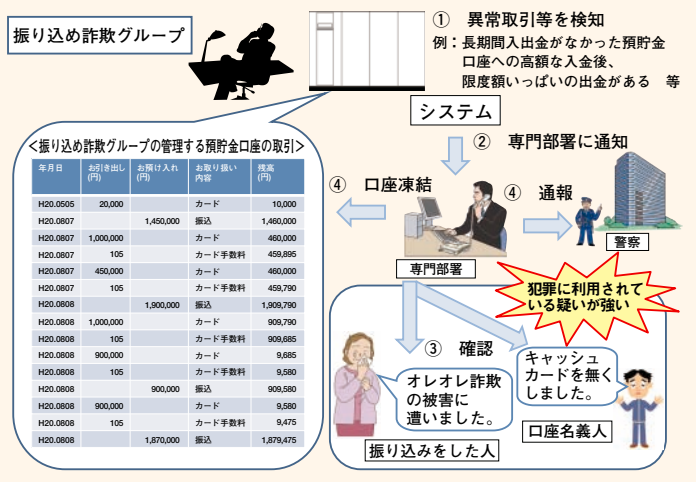 振り込め詐欺グループ
① 異常取引等を検知
例：長期間入出金がなかった預貯金
口座への高額な入金後、
限度額いっぱいの出金がある 等
システム
② 専門部署に通知
＜振り込め詐欺グループの管理する預貯金口座の取引＞
年月日 お引き出し(円) お預け入れ(円) お取り扱い内容 残高(円)
H20.0505 20,000 カード 10,000
H20.0807 1,450,000 振込 1,460,000
H20.0807 1,000,000 カード 460,000
H20.0807 105 カード手数料 459,895
H20.0807 450,000 カード 460,000
H20.0807 105 カード手数料 459,790
H20.0808 1,900,000 振込 1,909,790
H20.0808 1,000,000 カード 909,790
H20.0808 105 カード手数料 909,685
H20.0808 900,000 カード 9,685
H20.0808 105 カード手数料 9,580
H20.0808 900,000 振込 909,580
H20.0808 900,000 カード 9,580
H20.0808 105 カード手数料 9,475
H20.0808 1,870,000 振込 1,879,475
④ 口座凍結
④ 通報
専門部署
警察
犯罪に利用されて
いる疑いが強い
③ 確認
オレオレ詐欺
の被害に
遭いました。
振り込みをした人
キャッシュ
カードを無く
しました。
口座名義人